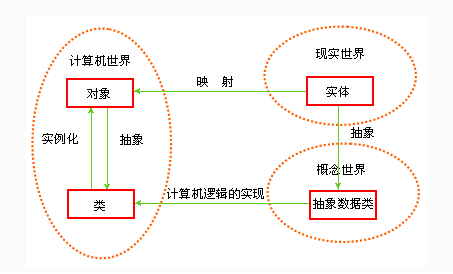 现实世界
计算机世界
映 射
对象
实体
实例化
抽象
抽象
概念世界
计算机逻辑的实现
类
抽象数据类